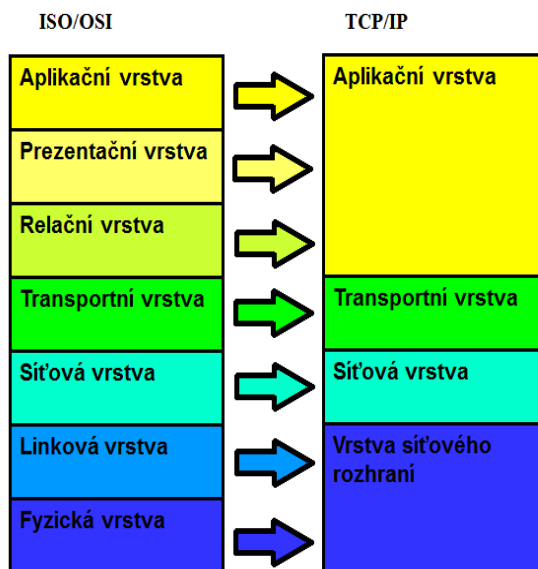 ISO/OSI
Aplikační vrstva
Prezentační vrstva
Relační vrstva
Transportní vrstva
Síťová vrstva
Linková vrstva
Fyzická vrstva
TCP/IP
Aplikační vrstva
Transportní vrstva
Síťová vrstva
Vrstva síťového
rozhraní